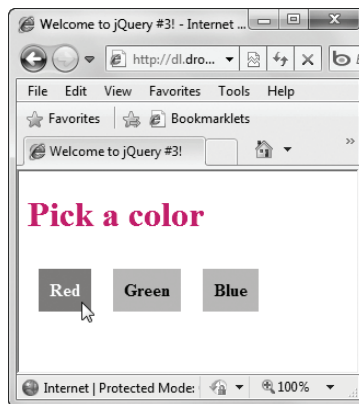 Welcome to jQuery #3! - Internet ...
http://dl.dro...
File Edit View Favorites Tools Help
Favorites Bookmarklets
Welcome to jQuery #3!
Pick a color
Red Green Blue
Internet | Protected Mode: 100%